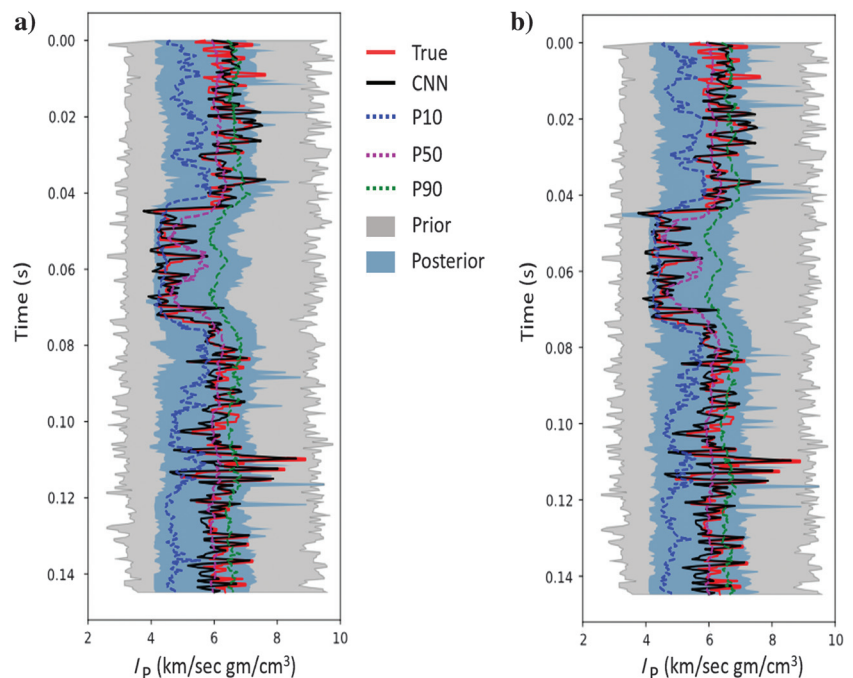 a)
0.00
0.02
0.04
0.06
0.08
0.10
0.12
0.14
Time (s)
2 4 6 8 10
I P (km/sec gm/cm³)
True
CNN
P10
P50
P90
Prior
Posterior
b)
0.00
0.02
0.04
0.06
0.08
0.10
0.12
0.14
Time (s)
2 4 6 8 10
I P (km/sec gm/cm³)